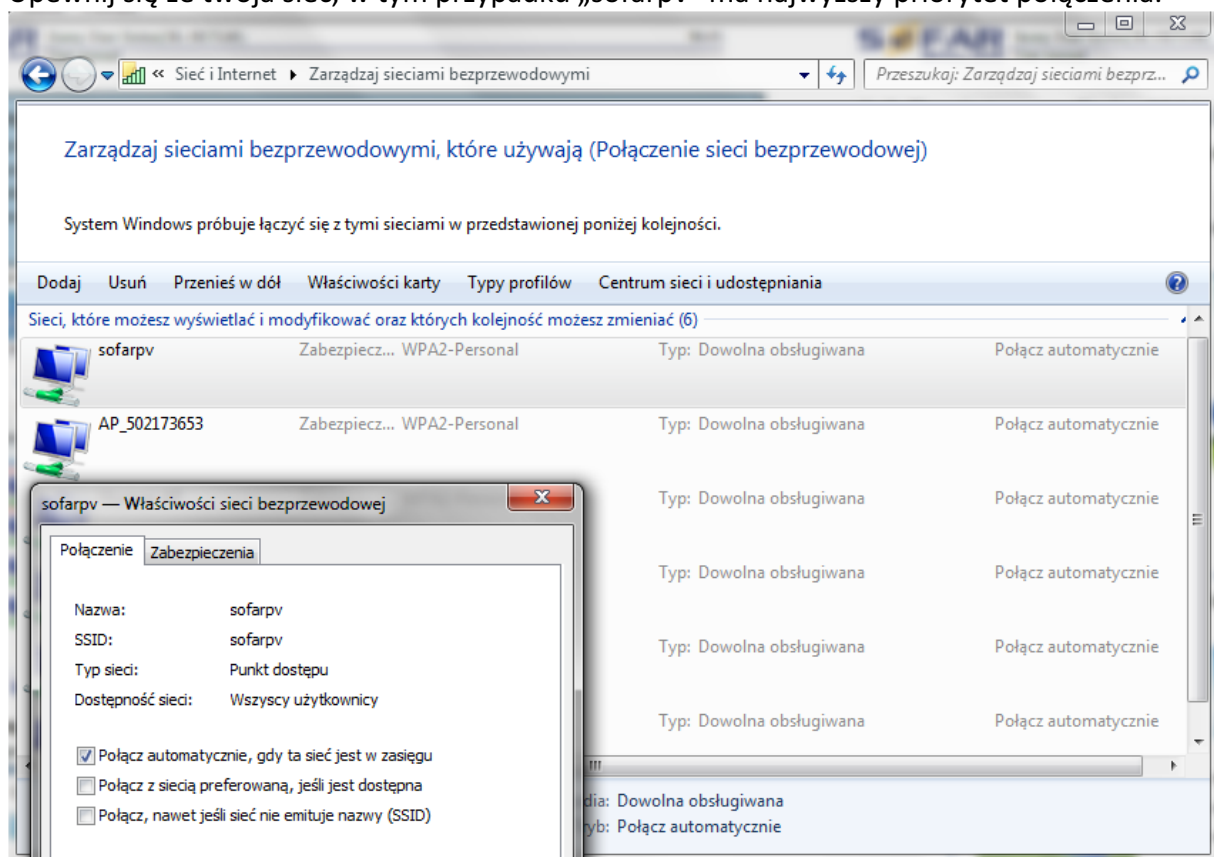 Upewnij się że twoja sieć, w tym przypadku „sofarpv” ma najwyższy priorytet połączenia.
SOFAR
« Sieć i Internet ▸ Zarządzaj sieciami bezprzewodowymi
Przeszukaj: Zarządzaj sieciami bezprz...
Zarządzaj sieciami bezprzewodowymi, które używają (Połączenie sieci bezprzewodowej)
System Windows próbuje łączyć się z tymi sieciami w przedstawionej poniżej kolejności.
Dodaj Usuń Przenieś w dół Właściwości karty Typy profilów Centrum sieci i udostępniania
Sieci, które możesz wyświetlać i modyfikować oraz których kolejność możesz zmieniać (6)
sofarpv Zabezpiecz... WPA2-Personal Typ: Dowolna obsługiwana Połącz automatycznie
AP_502173653 Zabezpiecz... WPA2-Personal Typ: Dowolna obsługiwana Połącz automatycznie
Typ: Dowolna obsługiwana Połącz automatycznie
Typ: Dowolna obsługiwana Połącz automatycznie
Typ: Dowolna obsługiwana Połącz automatycznie
Typ: Dowolna obsługiwana Połącz automatycznie
sofarpv — Właściwości sieci bezprzewodowej
Połączenie Zabezpieczenia
Nazwa: sofarpv
SSID: sofarpv
Typ sieci: Punkt dostępu
Dostępność sieci: Wszyscy użytkownicy
Połącz automatycznie, gdy ta sieć jest w zasięgu
Połącz z siecią preferowaną, jeśli jest dostępna
Połącz, nawet jeśli sieć nie emituje nazwy (SSID)
dia: Dowolna obsługiwana
yb: Połącz automatycznie